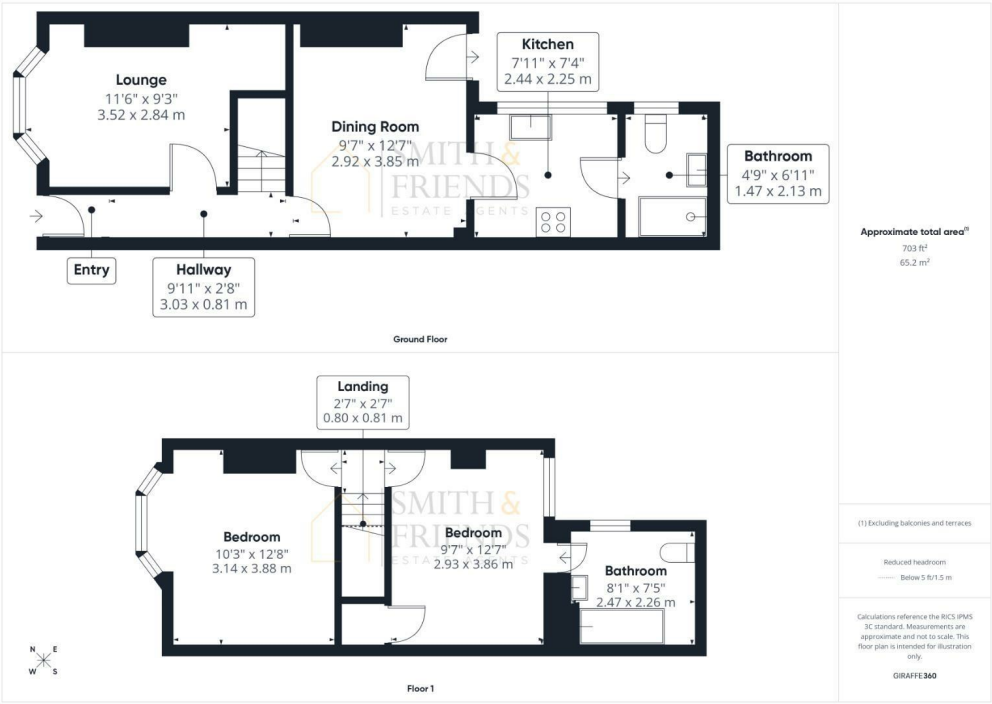 Lounge
11'6" x 9'3"
3.52 x 2.84 m
Dining Room
9'7" x 12'7"
2.92 x 3.85 m
Kitchen
7'11" x 7'4"
2.44 x 2.25 m
Bathroom
4'9" x 6'11"
1.47 x 2.13 m
SMITH &
FRIENDS
ESTATE AGENTS
Entry
Hallway
9'11" x 2'8"
3.03 x 0.81 m
Ground Floor
Landing
2'7" x 2'7"
0.80 x 0.81 m
Bedroom
10'3" x 12'8"
3.14 x 3.88 m
Bedroom
9'7" x 12'7"
2.93 x 3.86 m
Bathroom
8'1" x 7'5"
2.47 x 2.26 m
SMITH &
FRIENDS
ESTATE AGENTS
N E
W S
Floor 1
Approximate total area(1)
703 ft²
65.2 m²
(1) Excluding balconies and terraces
Reduced headroom
Below 5 ft/1.5 m
Calculations reference the RICS IPMS
3C standard. Measurements are
approximate and not to scale. This
floor plan is intended for illustration
only.
GIRAFFE360